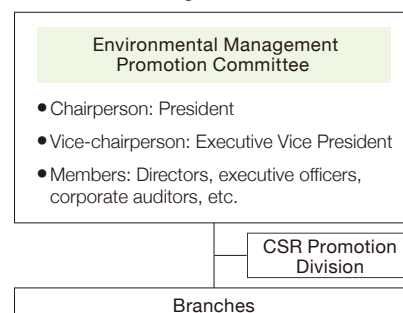 Environmental Management
Promotion Committee
●Chairperson: President
●Vice-chairperson: Executive Vice President
●Members: Directors, executive officers,
corporate auditors, etc.
CSR Promotion
Division
Branches